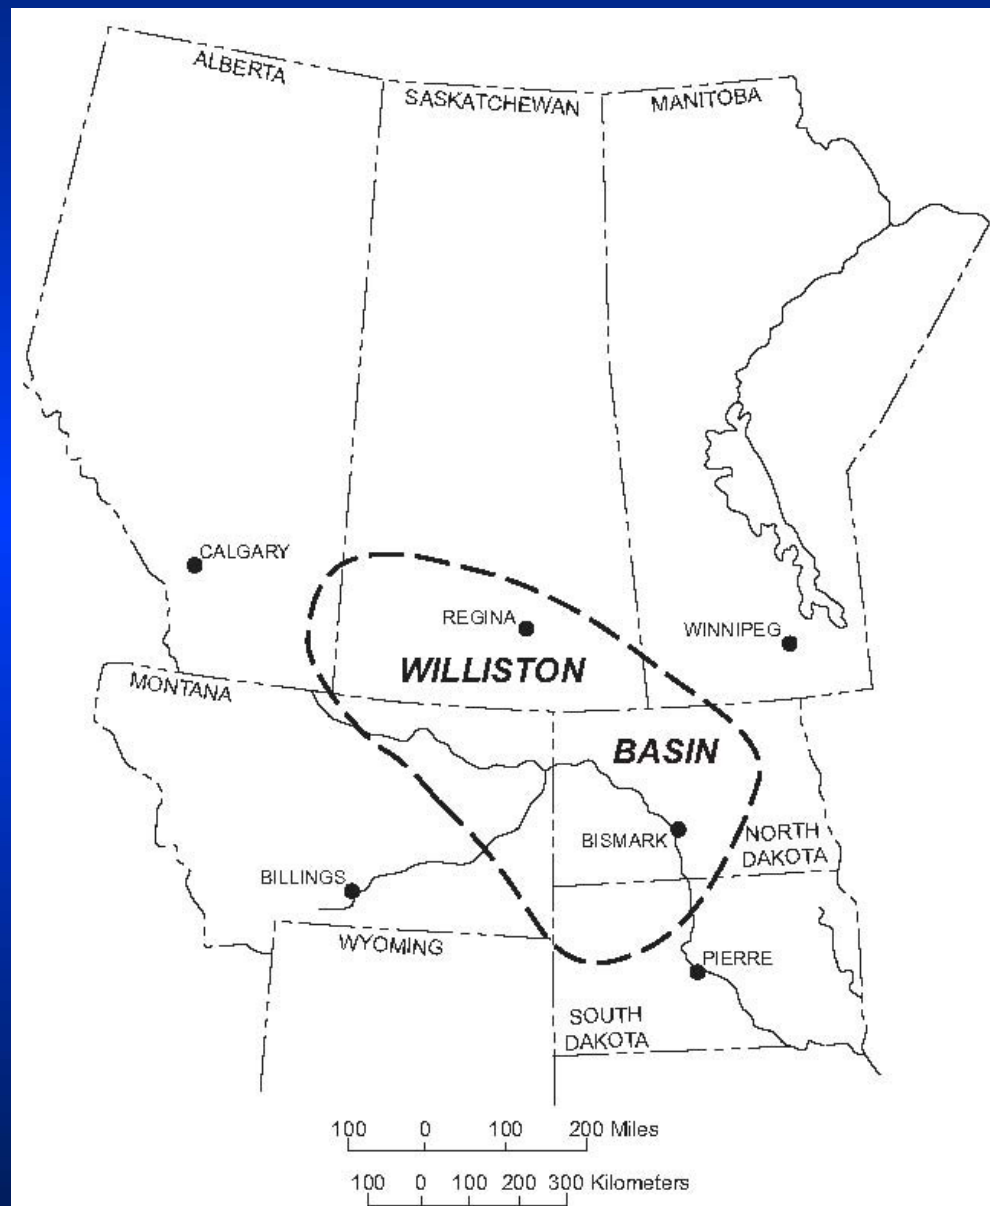 ALBERTA
SASKATCHEWAN
MANITOBA
CALGARY
REGINA
WINNIPEG
WILLISTON
MONTANA
BASIN
BISMARK
NORTH
DAKOTA
BILLINGS
WYOMING
PIERRE
SOUTH
DAKOTA
100 0 100 200 Miles
100 0 100 200 300 Kilometers